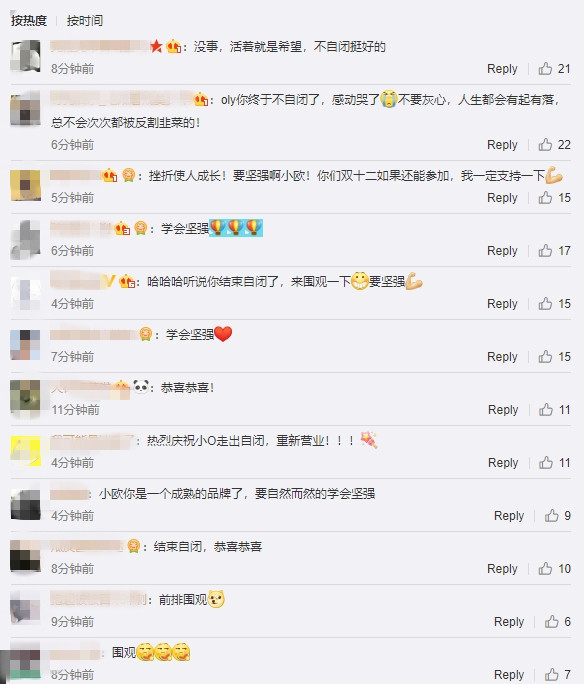 按热度 按时间
：没事，活着就是希望，不自闭挺好的
8分钟前 Reply 21
：oly你终于不自闭了，感动哭了不要灰心，人生都会有起有落，
总不会次次都被反割韭菜的！
6分钟前 Reply 22
：挫折使人成长！要坚强啊小欧！你们双十二如果还能参加，我一定支持一下
5分钟前 Reply 15
：学会坚强
6分钟前 Reply 17
：哈哈哈听说你结束自闭了，来围观一下要坚强
4分钟前 Reply 15
：学会坚强
7分钟前 Reply 15
：恭喜恭喜！
11分钟前 Reply 11
：热烈庆祝小O走出自闭，重新营业！！！
4分钟前 Reply 11
：小欧你是一个成熟的品牌了，要自然而然的学会坚强
4分钟前 Reply 9
：结束自闭，恭喜恭喜
8分钟前 Reply 10
：前排围观
9分钟前 Reply 6
：围观
8分钟前 Reply 7